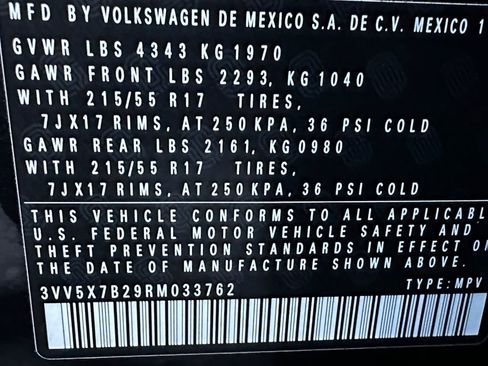 MFD BY VOLKSWAGEN DE MEXICO S.A. DE C.V. MEXICO 1
GVWR LBS 4343 KG 1970
GAWR FRONT LBS 2293, KG 1040
WITH 215/55 R17 TIRES,
7JX17 RIMS, AT 250 KPA, 36 PSI COLD
GAWR REAR LBS 2161, KG 0980
WITH 215/55 R17 TIRES,
7JX17 RIMS, AT 250 KPA, 36 PSI COLD
THIS VEHICLE CONFORMS TO ALL APPLICABL
U.S. FEDERAL MOTOR VEHICLE SAFETY AND
THEFT PREVENTION STANDARDS IN EFFECT O
THE DATE OF MANUFACTURE SHOWN ABOVE.
3VV5X7B29RM033762 TYPE: MPV